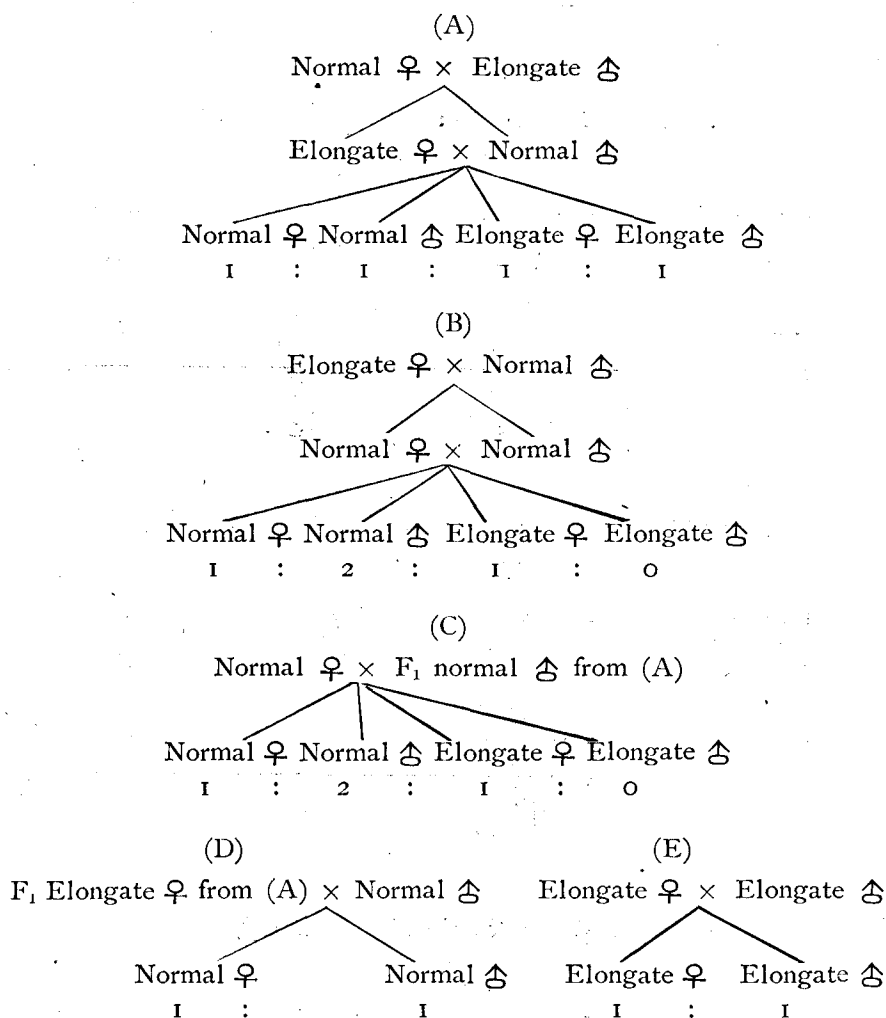 (A)
Normal ♀ × Elongate ♂
Elongate ♀ × Normal ♂
Normal ♀ Normal ♂ Elongate ♀ Elongate ♂
1 : 1 : 1 : 1
(B)
Elongate ♀ × Normal ♂
Normal ♀ × Normal ♂
Normal ♀ Normal ♂ Elongate ♀ Elongate ♂
1 : 2 : 1 : 0
(C)
Normal ♀ × F₁ normal ♂ from (A)
Normal ♀ Normal ♂ Elongate ♀ Elongate ♂
1 : 2 : 1 : 0
(D)
F₁ Elongate ♀ from (A) × Normal ♂
Normal ♀ Normal ♂
1 : 1
(E)
Elongate ♀ × Elongate ♂
Elongate ♀ Elongate ♂
1 : 1